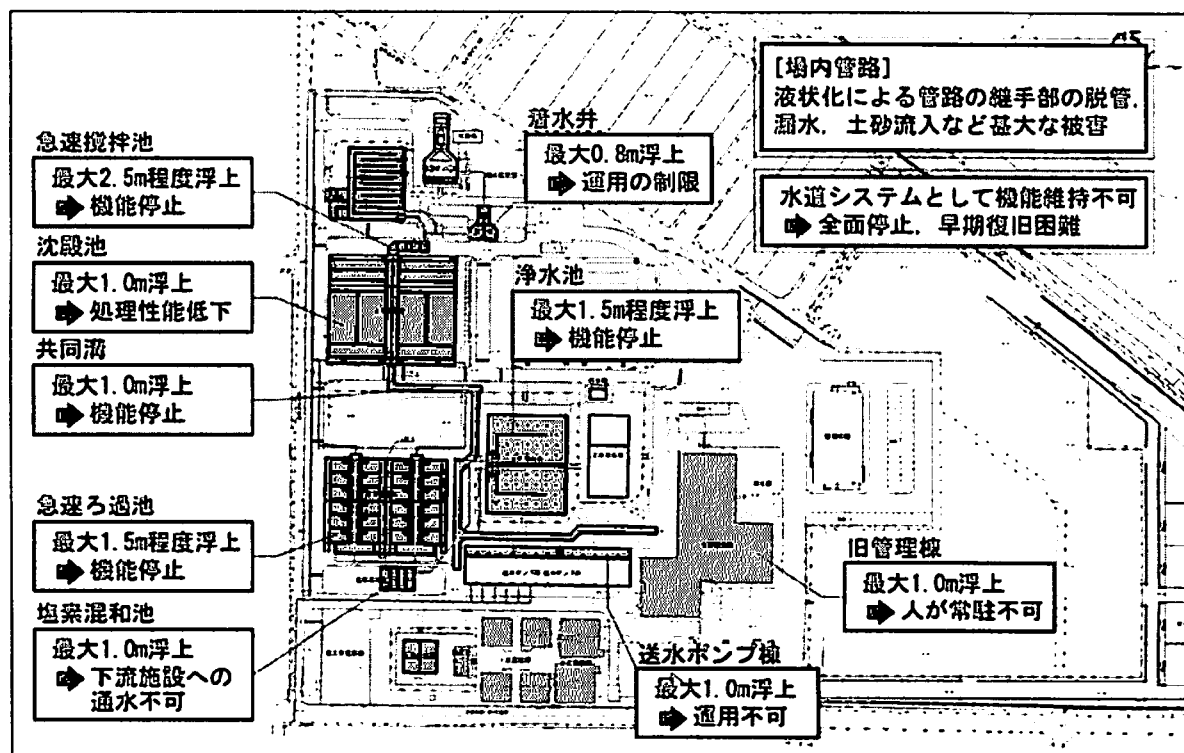 急速撹拌池
最大2.5m程度浮上
➡ 機能停止
沈殿池
最大1.0m浮上
➡ 処理性能低下
共同溝
最大1.0m浮上
➡ 機能停止
急速ろ過池
最大1.5m程度浮上
➡ 機能停止
塩素混和池
最大1.0m浮上
➡ 下流施設への
通水不可
着水井
最大0.8m浮上
➡ 運用の制限
浄水池
最大1.5m程度浮上
➡ 機能停止
[場内管路]
液状化による管路の継手部の脱管,
漏水, 土砂流入など甚大な被害
水道システムとして機能維持不可
➡ 全面停止, 早期復旧困難
旧管理棟
最大1.0m浮上
➡ 人が常駐不可
送水ポンプ棟
最大1.0m浮上
➡ 運用不可